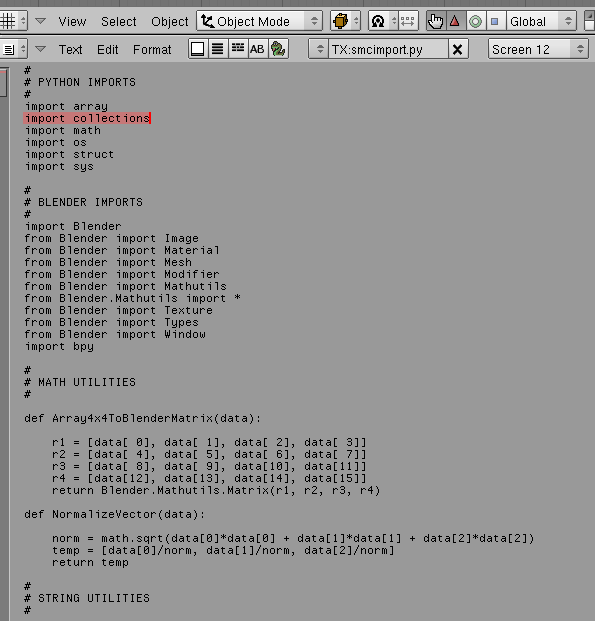 View Select Object Object Mode Global
Text Edit Format AB TX:smcimport.py Screen 12
#
# PYTHON IMPORTS
#
import array
import collections
import math
import os
import struct
import sys
#
# BLENDER IMPORTS
#
import Blender
from Blender import Image
from Blender import Material
from Blender import Mesh
from Blender import Modifier
from Blender import Mathutils
from Blender.Mathutils import *
from Blender import Texture
from Blender import Types
from Blender import Window
import bpy
#
# MATH UTILITIES
#
def Array4x4ToBlenderMatrix(data):
    r1 = [data[ 0], data[ 1], data[ 2], data[ 3]]
    r2 = [data[ 4], data[ 5], data[ 6], data[ 7]]
    r3 = [data[ 8], data[ 9], data[10], data[11]]
    r4 = [data[12], data[13], data[14], data[15]]
    return Blender.Mathutils.Matrix(r1, r2, r3, r4)
def NormalizeVector(data):
    norm = math.sqrt(data[0]*data[0] + data[1]*data[1] + data[2]*data[2])
    temp = [data[0]/norm, data[1]/norm, data[2]/norm]
    return temp
#
# STRING UTILITIES
#